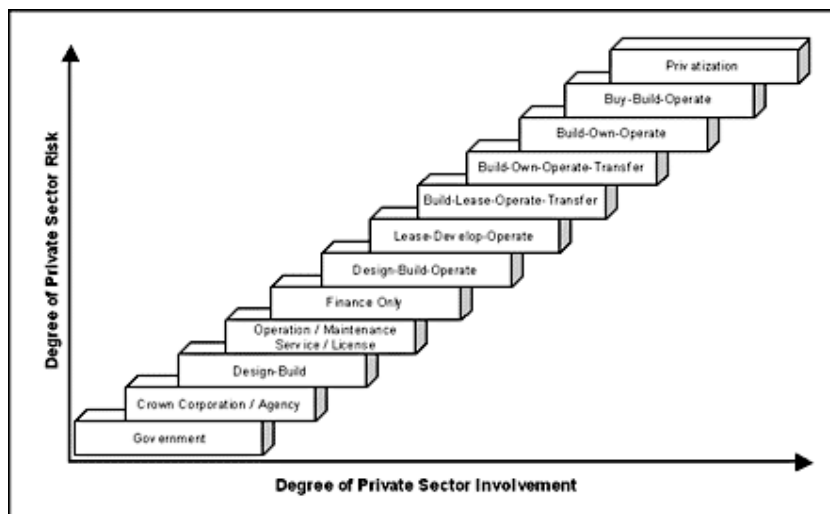 Degree of Private Sector Risk
Privatization
Buy-Build-Operate
Build-Own-Operate
Build-Own-Operate-Transfer
Build-Lease-Operate-Transfer
Lease-Develop-Operate
Design-Build-Operate
Finance Only
Operation / Maintenance
Service / License
Design-Build
Crown Corporation / Agency
Government
Degree of Private Sector Involvement